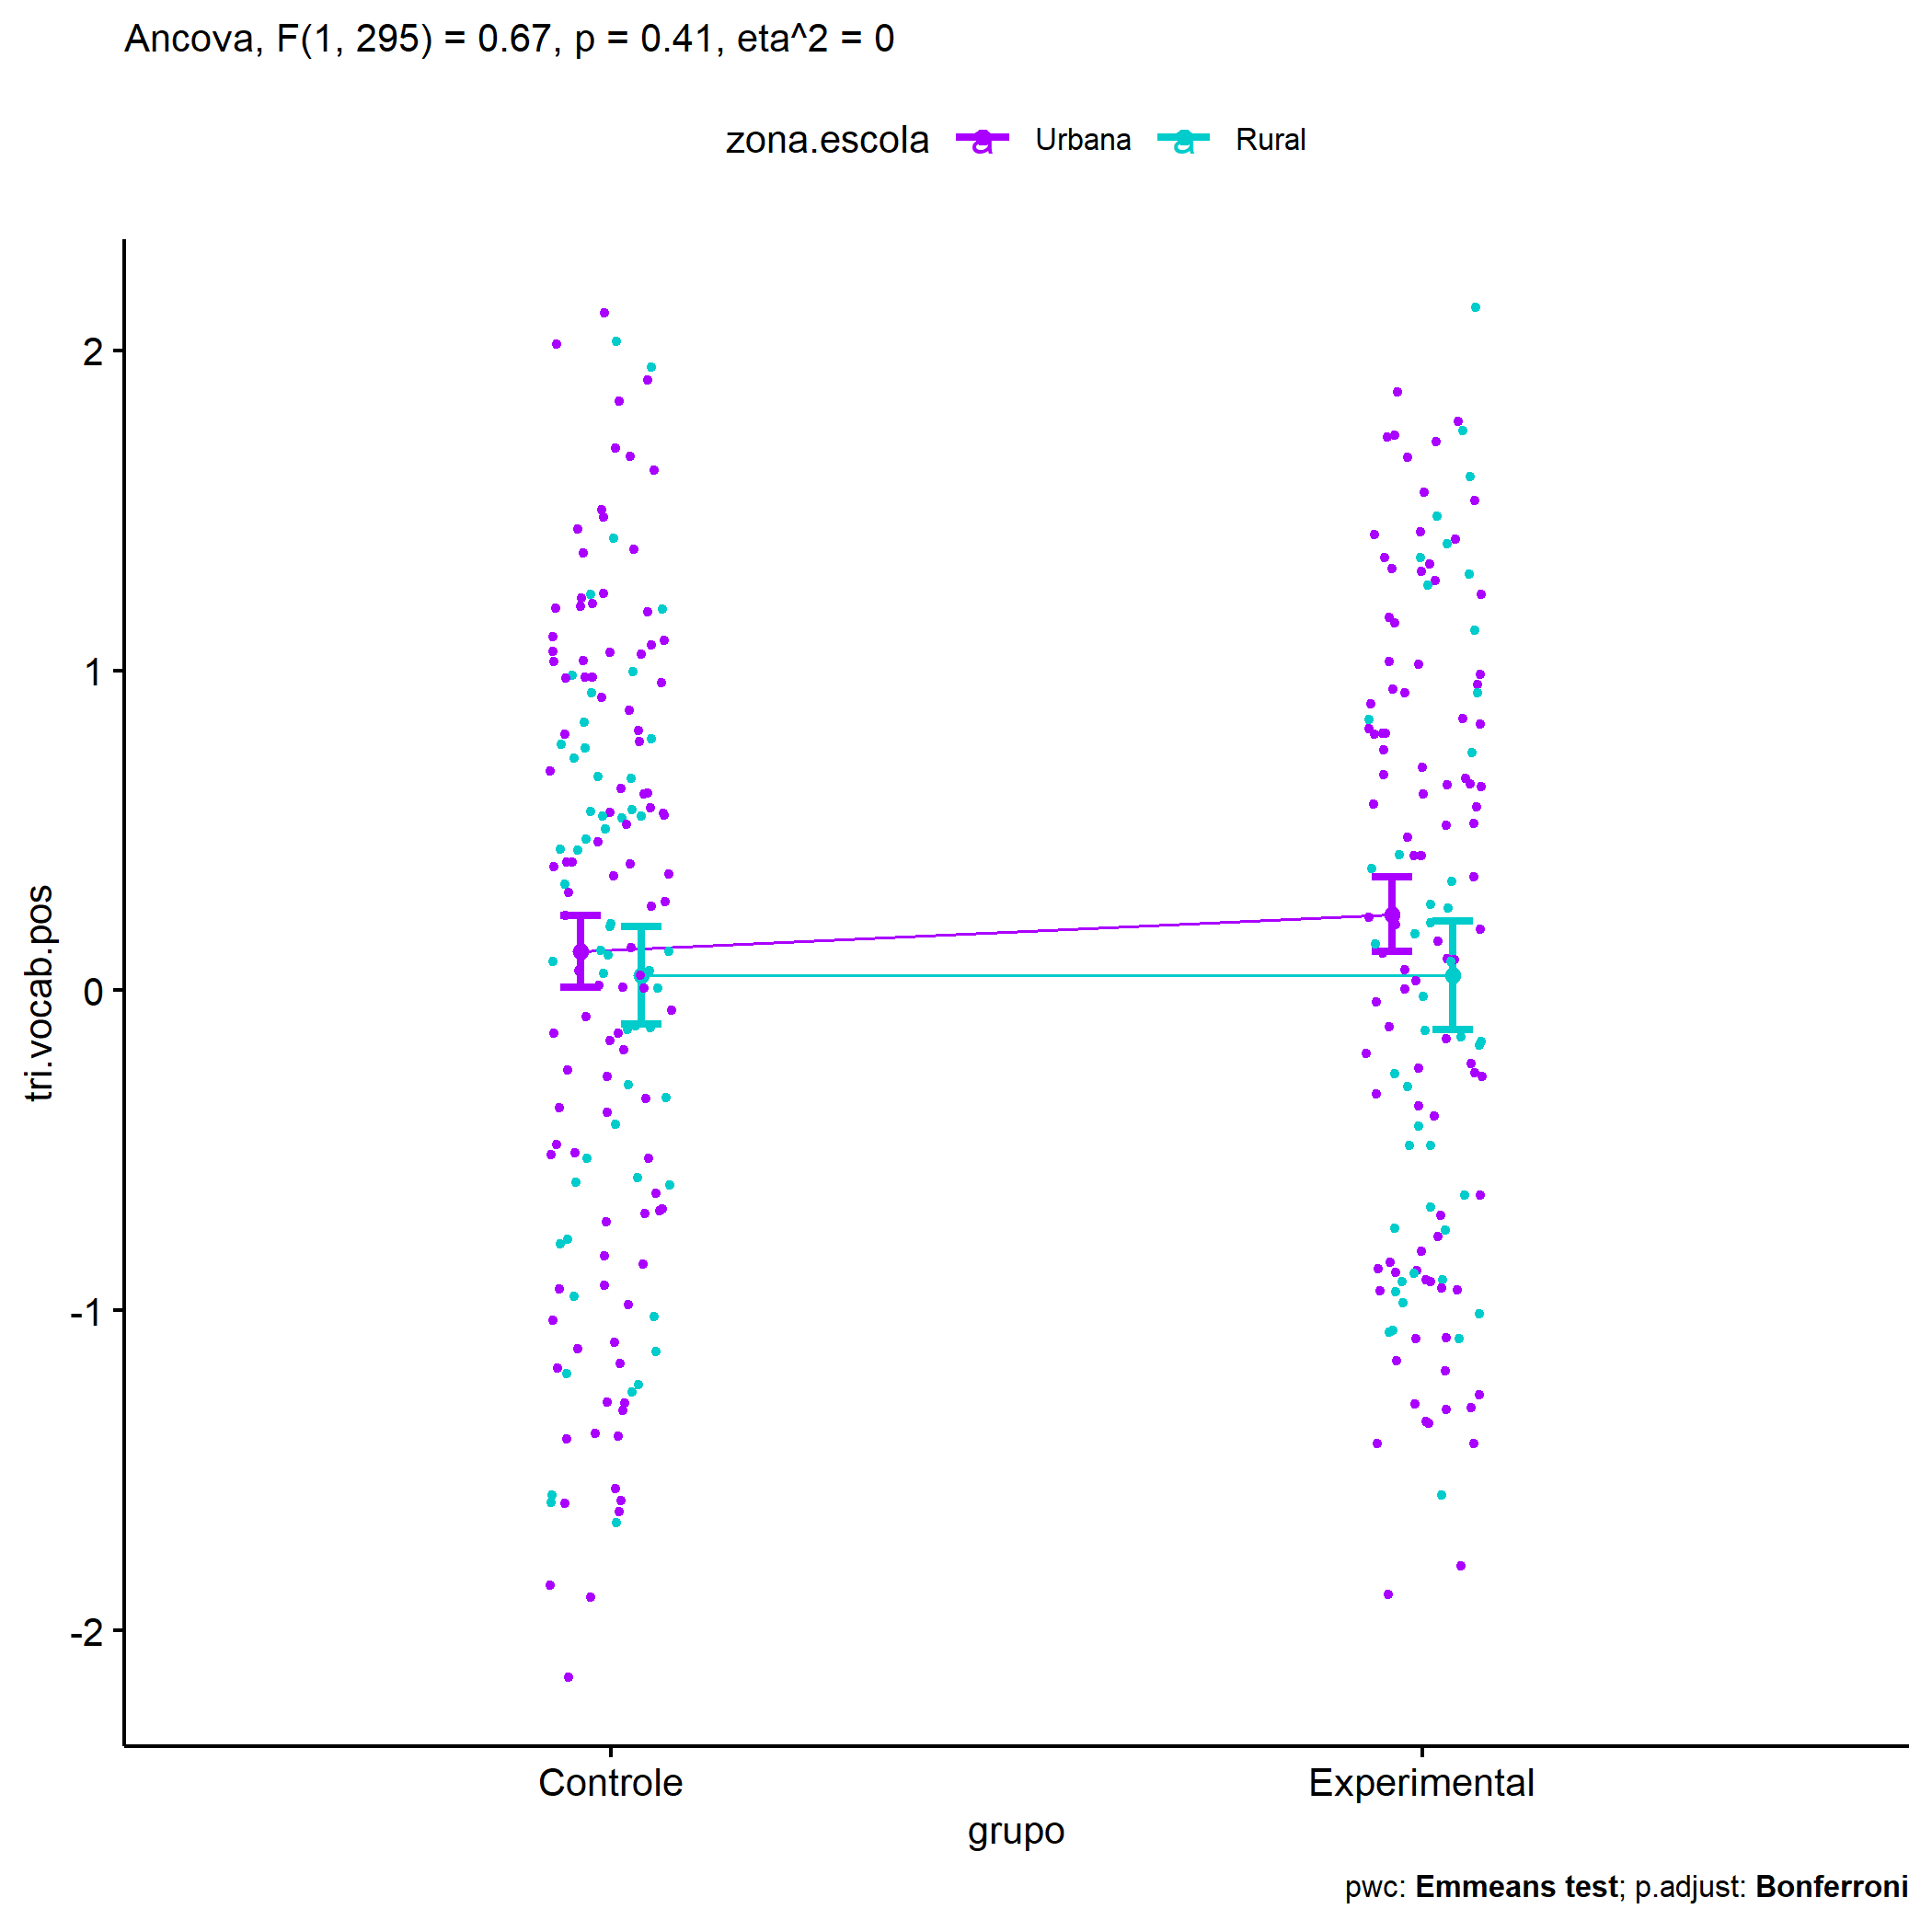 Ancova, F(1, 295) = 0.67, p = 0.41, eta^2 = 0
zona.escola a Urbana a Rural
tri.vocab.pos
2
1
0
-1
-2
Controle Experimental
grupo
pwc: Emmeans test; p.adjust: Bonferroni